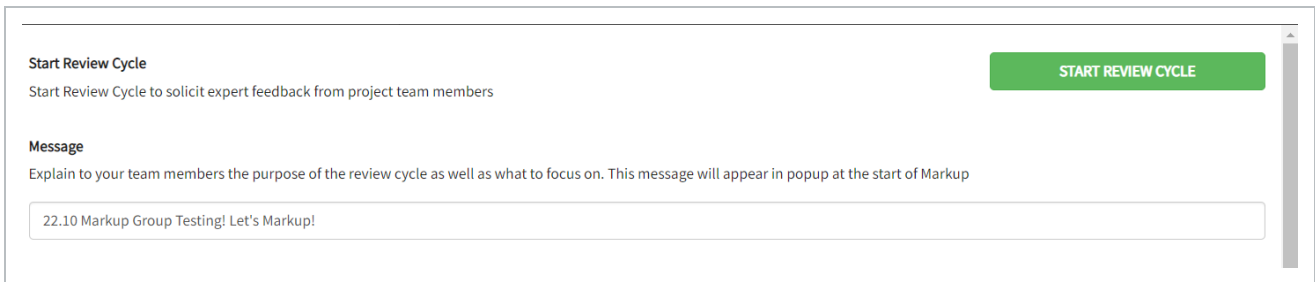 Start Review Cycle
START REVIEW CYCLE
Start Review Cycle to solicit expert feedback from project team members
Message
Explain to your team members the purpose of the review cycle as well as what to focus on. This message will appear in popup at the start of Markup
22.10 Markup Group Testing! Let's Markup!